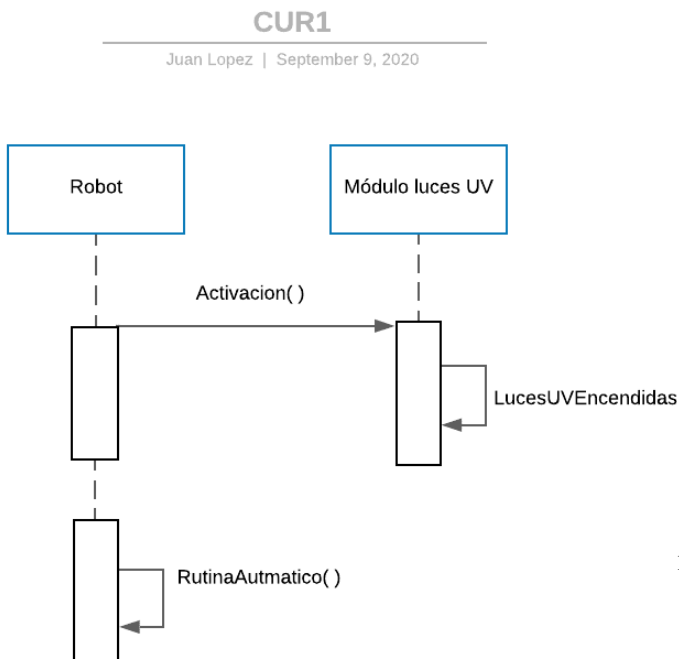 CUR1
Juan Lopez | September 9, 2020
Robot
Módulo luces UV
Activacion( )
LucesUVEncendidas
RutinaAutmatico( )